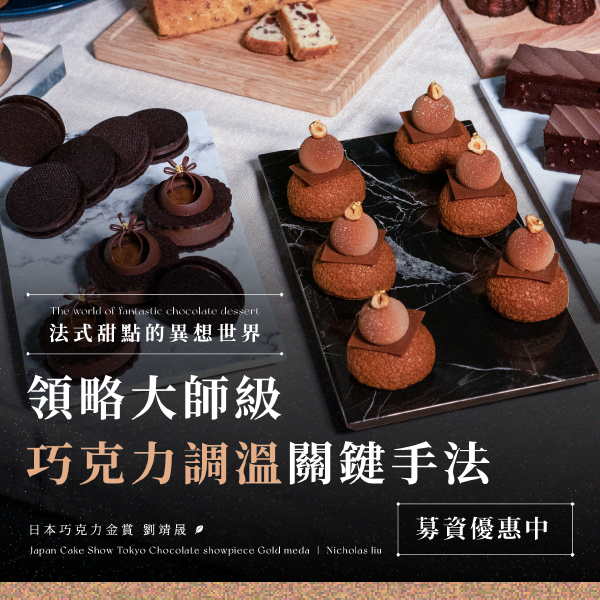 The world of fantastic chocolate dessert
法式甜點的異想世界
領略大師級
巧克力調溫關鍵手法
日本巧克力金賞 劉靖晟
Japan Cake Show Tokyo Chocolate showpiece Gold meda | Nicholas liu
募資優惠中